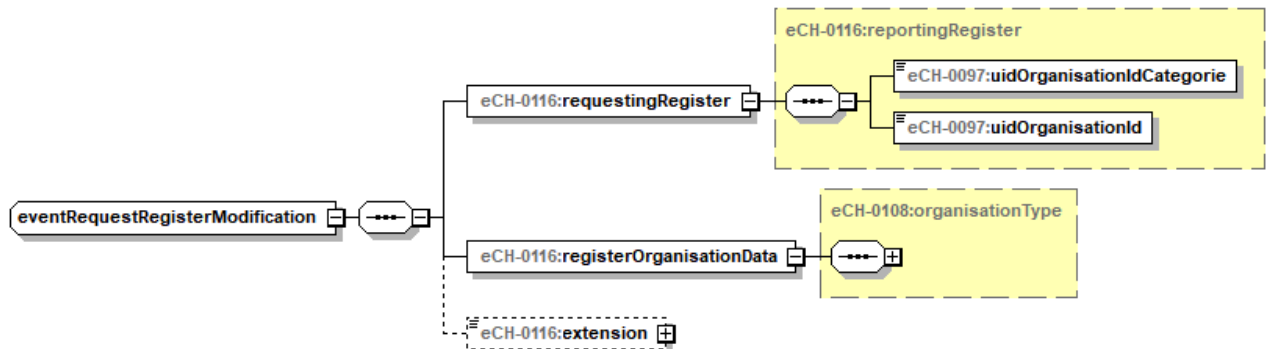 eCH-0116:reportingRegister
eCH-0097:uidOrganisationIdCategorie
eCH-0116:requestingRegister
eCH-0097:uidOrganisationId
eventRequestRegisterModification
eCH-0108:organisationType
eCH-0116:registerOrganisationData
eCH-0116:extension